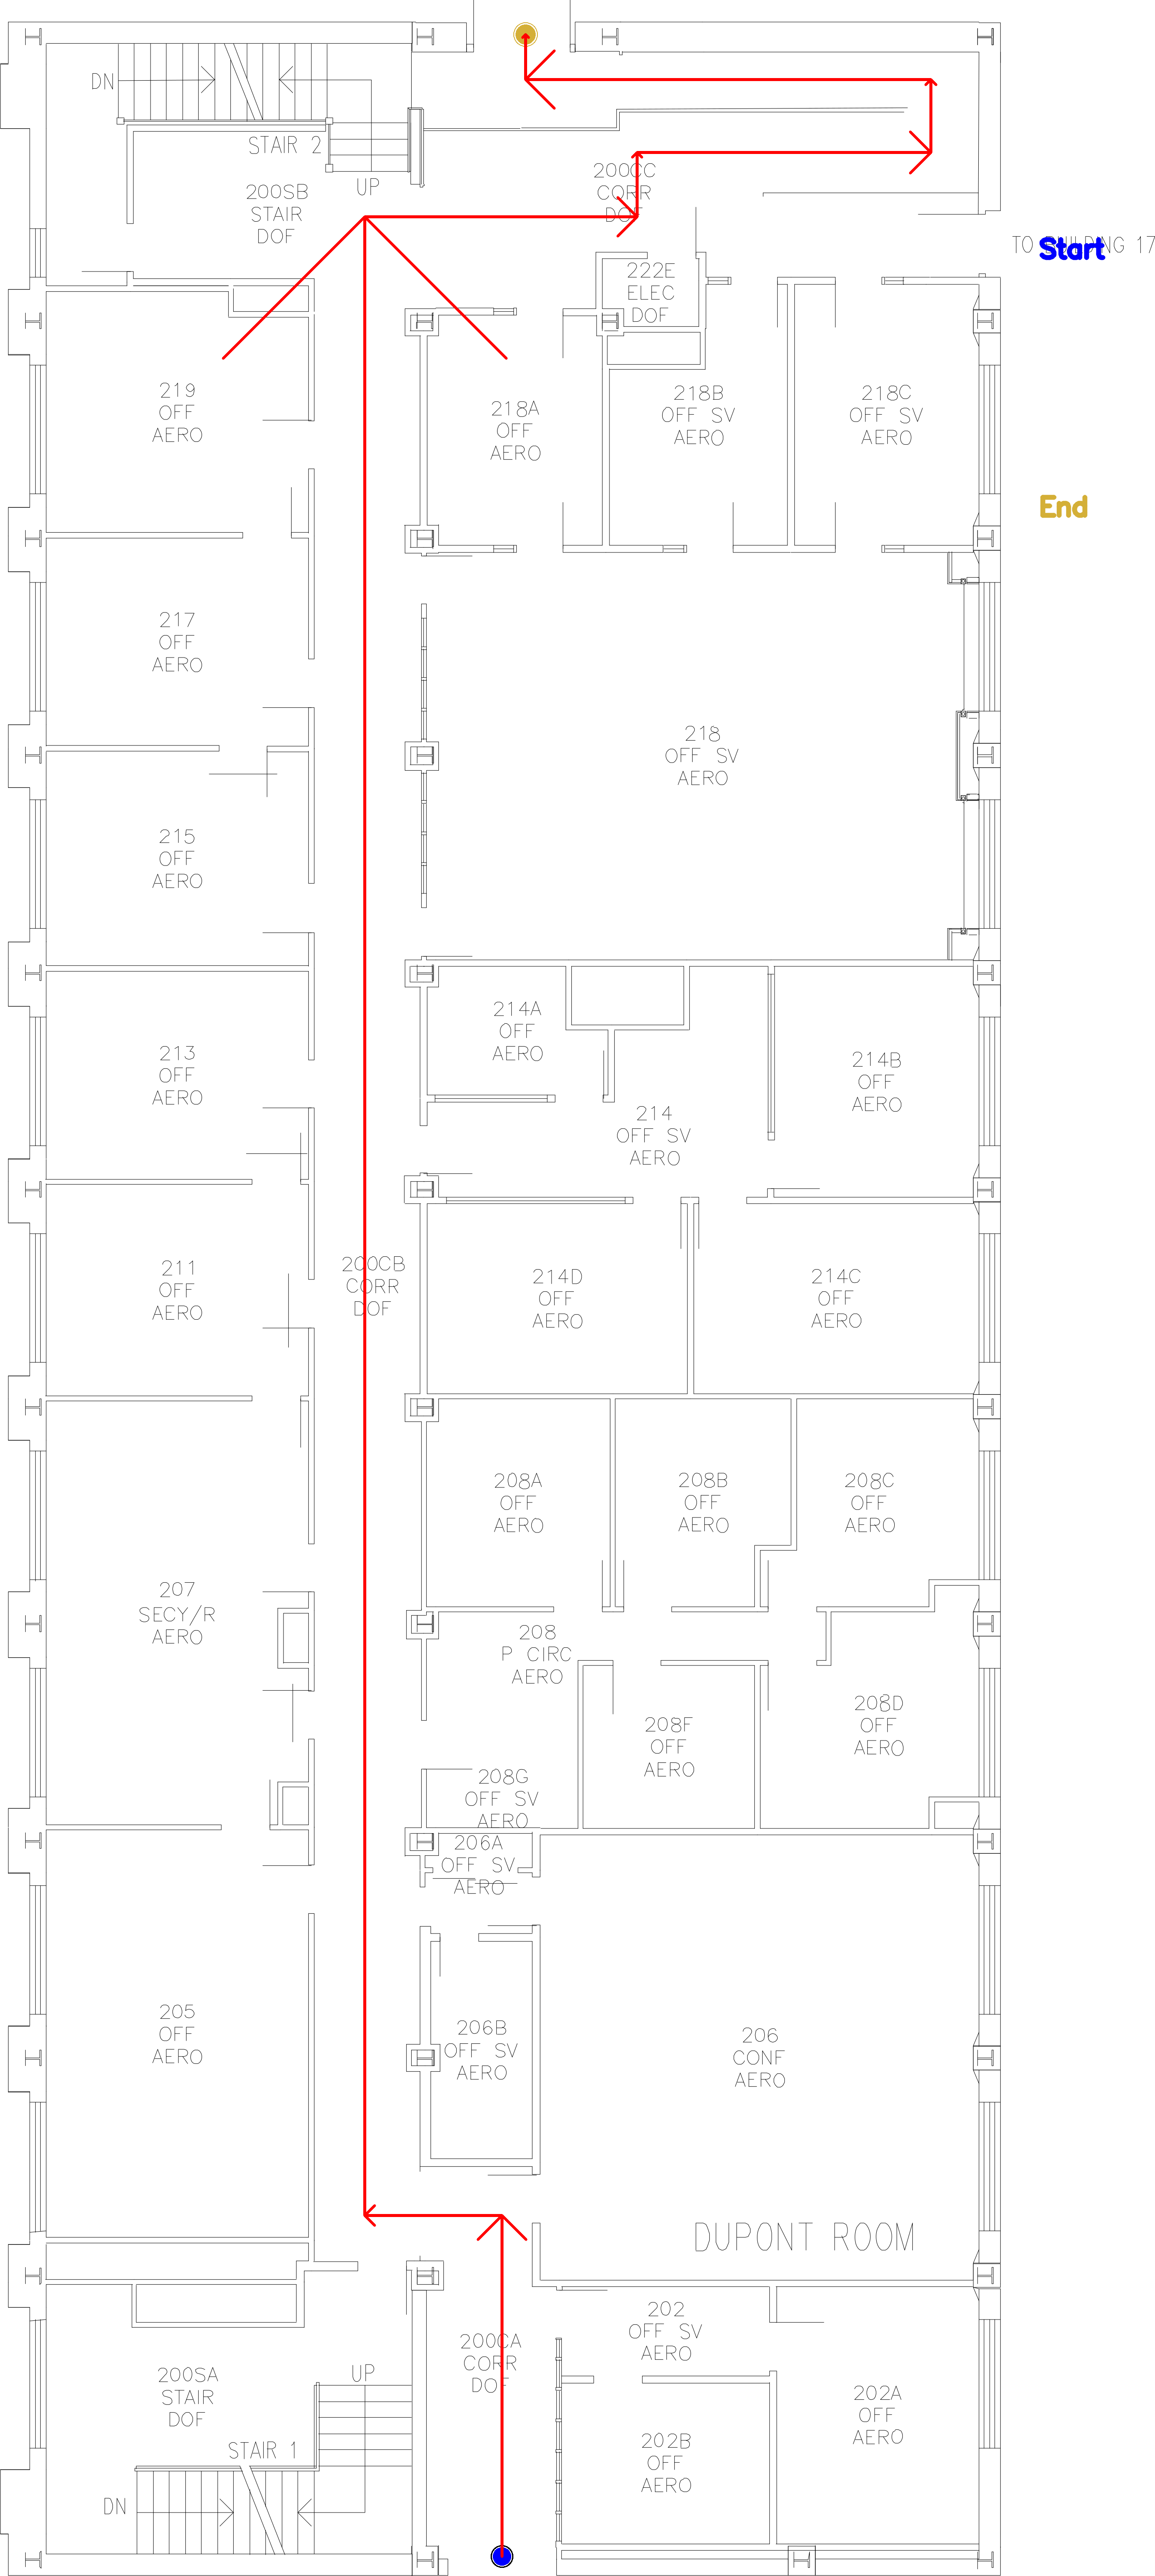 DN
STAIR 2
UP
200SB
STAIR
DOF
200CC
CORR
DOF
TO BUILDING 17
Start
222E
ELEC
DOF
219
OFF
AERO
218A
OFF
AERO
218B
OFF SV
AERO
218C
OFF SV
AERO
End
217
OFF
AERO
218
OFF SV
AERO
215
OFF
AERO
214A
OFF
AERO
213
OFF
AERO
214B
OFF
AERO
214
OFF SV
AERO
211
OFF
AERO
200CB
CORR
DOF
214D
OFF
AERO
214C
OFF
AERO
208A
OFF
AERO
208B
OFF
AERO
208C
OFF
AERO
207
SECY/R
AERO
208
P CIRC
AERO
208F
OFF
AERO
208D
OFF
AERO
208G
OFF SV
AERO
206A
OFF SV
AERO
205
OFF
AERO
206B
OFF SV
AERO
206
CONF
AERO
DUPONT ROOM
202
OFF SV
AERO
200CA
CORR
DOF
200SA
STAIR
DOF
UP
202A
OFF
AERO
202B
OFF
AERO
STAIR 1
DN